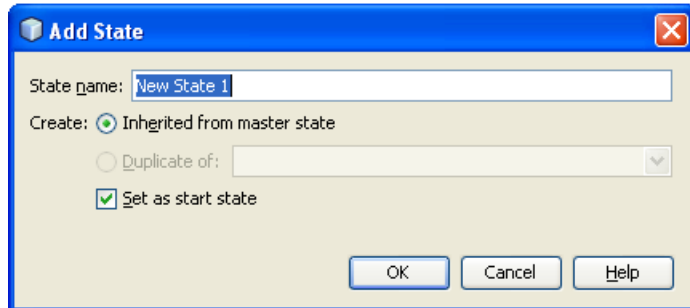 Add State
State name: New State 1
Create: Inherited from master state
Duplicate of:
Set as start state
OK Cancel Help